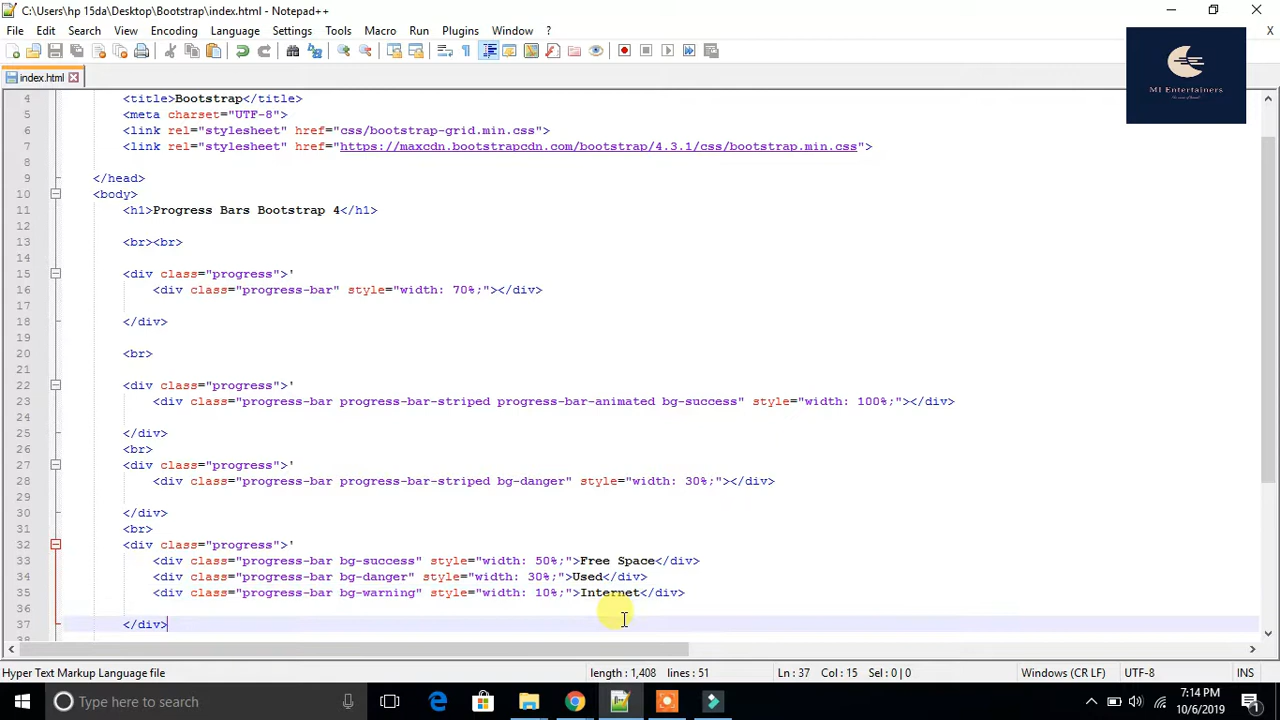 C:\Users\hp 15da\Desktop\Bootstrap\index.html - Notepad++
File Edit Search View Encoding Language Settings Tools Macro Run Plugins Window ? X
index.html
MI Entertainers
4 <title>Bootstrap</title>
5 <meta charset="UTF-8">
6 <link rel="stylesheet" href="css/bootstrap-grid.min.css">
7 <link rel="stylesheet" href="https://maxcdn.bootstrapcdn.com/bootstrap/4.3.1/css/bootstrap.min.css">
8
9 </head>
10 <body>
11 <h1>Progress Bars Bootstrap 4</h1>
12
13 <br><br>
14
15 <div class="progress">'
16 <div class="progress-bar" style="width: 70%;"></div>
17
18 </div>
19
20 <br>
21
22 <div class="progress">'
23 <div class="progress-bar progress-bar-striped progress-bar-animated bg-success" style="width: 100%;"></div>
24
25 </div>
26 <br>
27 <div class="progress">'
28 <div class="progress-bar progress-bar-striped bg-danger" style="width: 30%;"></div>
29
30 </div>
31 <br>
32 <div class="progress">'
33 <div class="progress-bar bg-success" style="width: 50%;">Free Space</div>
34 <div class="progress-bar bg-danger" style="width: 30%;">Used</div>
35 <div class="progress-bar bg-warning" style="width: 10%;">Internet</div>
36
37 </div>
38
Hyper Text Markup Language file length : 1,408 lines : 51 Ln : 37 Col : 15 Sel : 0 | 0 Windows (CR LF) UTF-8 INS
Type here to search
7:14 PM
10/6/2019